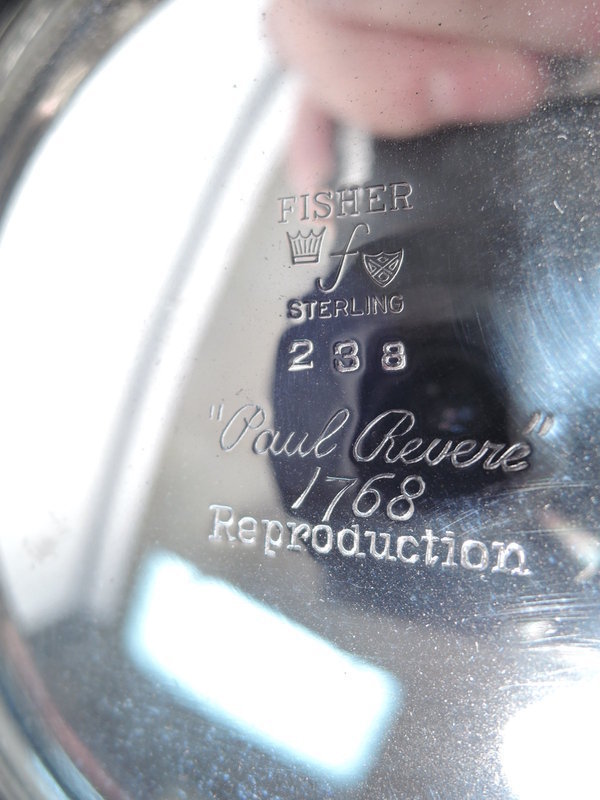 FISHER
f
STERLING
238
"Paul Revere"
1768
Reproduction